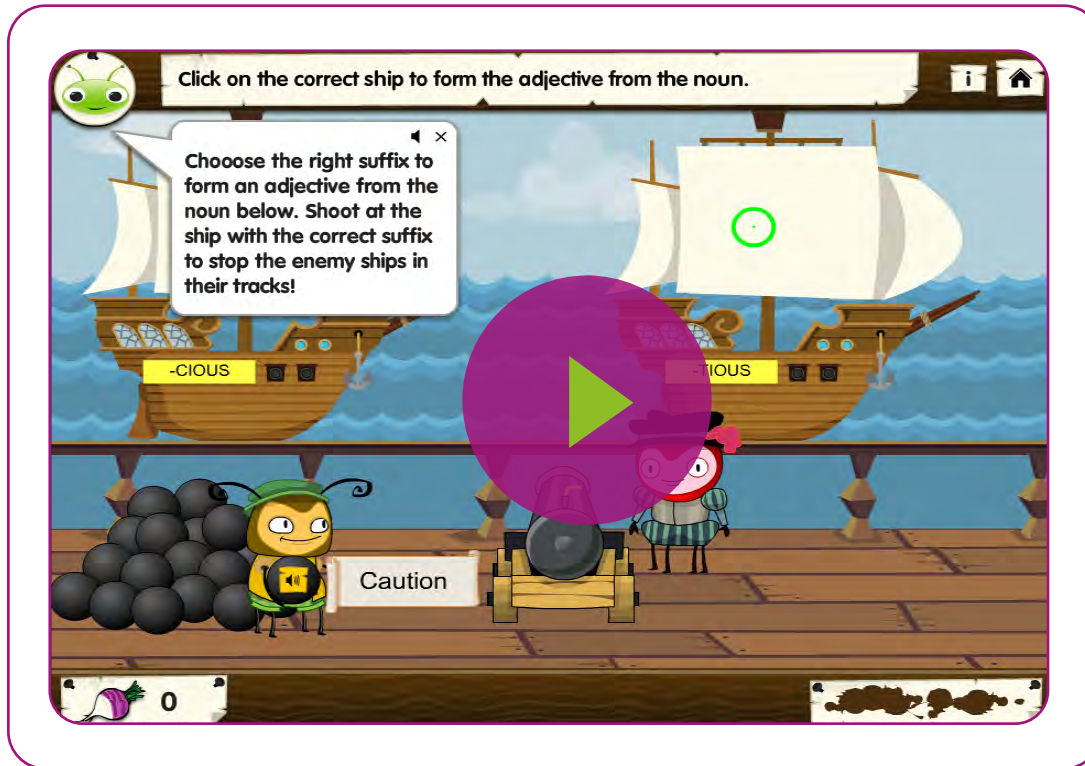 Click on the correct ship to form the adjective from the noun.
i
Chooose the right suffix to
form an adjective from the
noun below. Shoot at the
ship with the correct suffix
to stop the enemy ships in
their tracks!
-CIOUS
-TIOUS
Caution
0